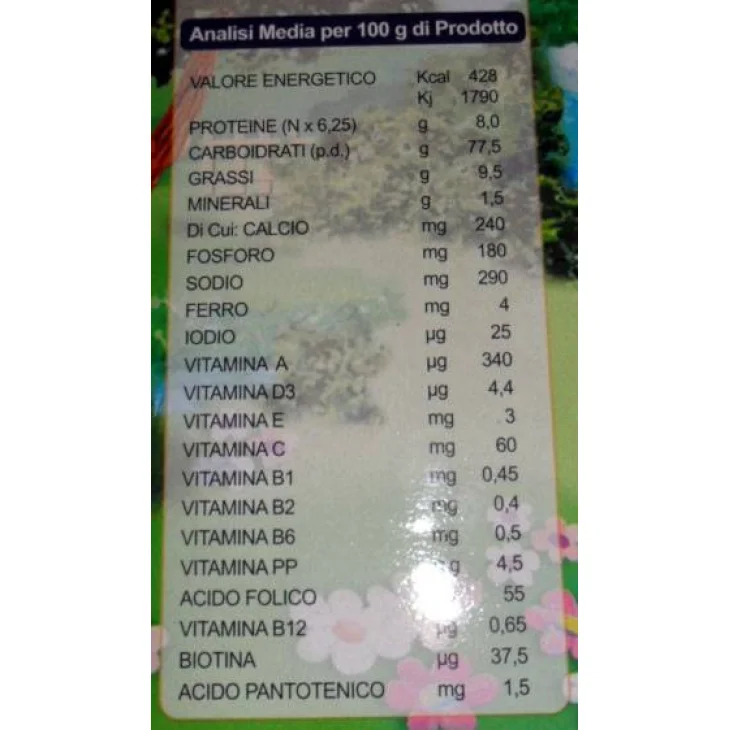 Analisi Media per 100 g di Prodotto
VALORE ENERGETICO Kcal 428
Kj 1790
PROTEINE (N x 6,25) g 8,0
CARBOIDRATI (p.d.) g 77,5
GRASSI g 9,5
MINERALI g 1,5
Di Cui: CALCIO mg 240
FOSFORO mg 180
SODIO mg 290
FERRO mg 4
IODIO µg 25
VITAMINA A µg 340
VITAMINA D3 µg 4,4
VITAMINA E mg 3
VITAMINA C mg 60
VITAMINA B1 mg 0,45
VITAMINA B2 mg 0,4
VITAMINA B6 mg 0,5
VITAMINA PP 4,5
ACIDO FOLICO 55
VITAMINA B12 µg 0,65
BIOTINA µg 37,5
ACIDO PANTOTENICO mg 1,5